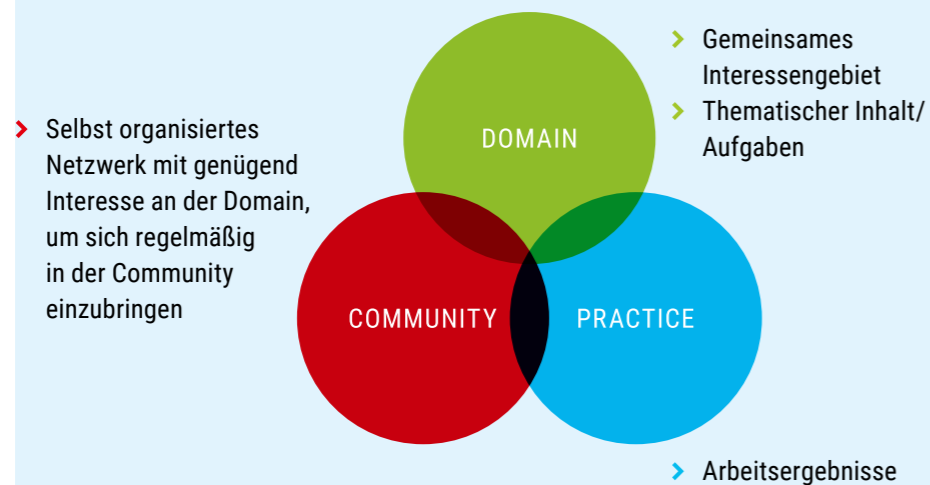 Gemeinsames
Interessengebiet
Thematischer Inhalt/
Aufgaben
Selbst organisiertes
Netzwerk mit genügend
Interesse an der Domain,
um sich regelmäßig
in der Community
einzubringen
DOMAIN
COMMUNITY
PRACTICE
Arbeitsergebnisse